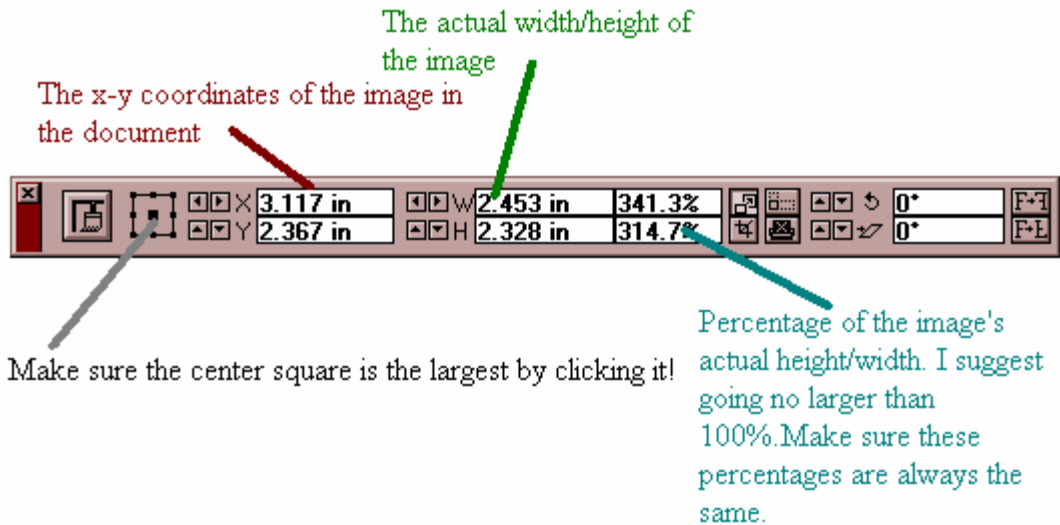 The actual width/height of
the image
The x-y coordinates of the image in
the document
X 3.117 in W 2.453 in 341.3% 0°
Y 2.367 in H 2.328 in 314.7% 0°
Make sure the center square is the largest by clicking it!
Percentage of the image's
actual height/width. I suggest
going no larger than
100%.Make sure these
percentages are always the
same.